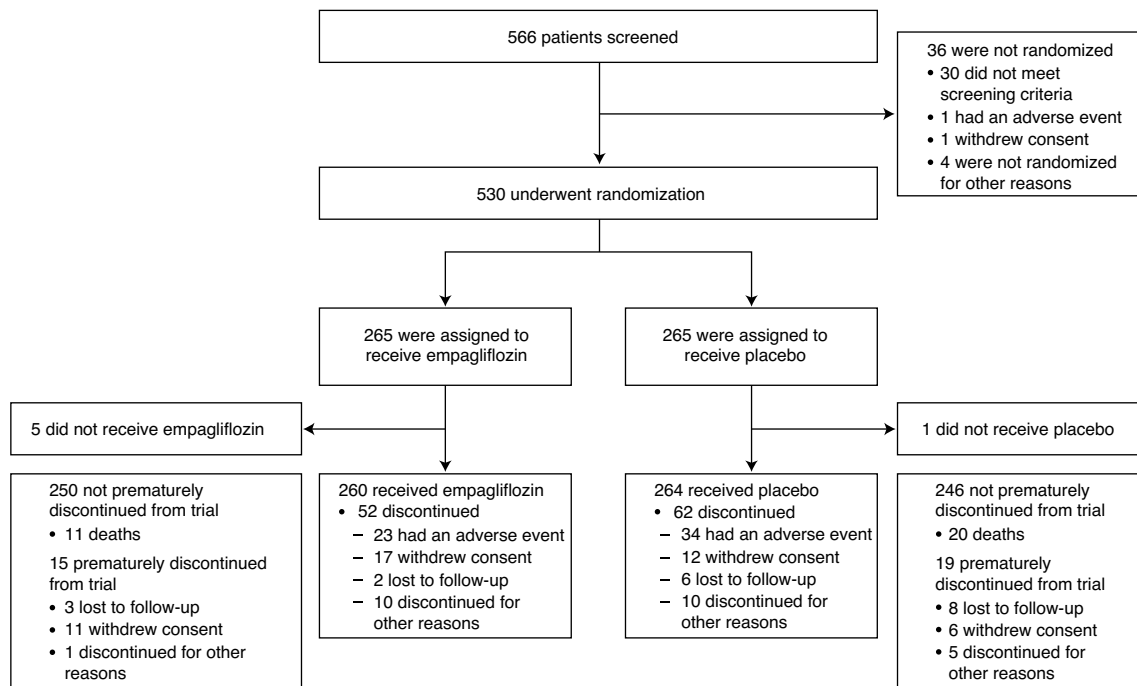 566 patients screened
36 were not randomized
• 30 did not meet
screening criteria
• 1 had an adverse event
• 1 withdrew consent
• 4 were not randomized
for other reasons
530 underwent randomization
265 were assigned to
receive empagliflozin
265 were assigned to
receive placebo
5 did not receive empagliflozin
1 did not receive placebo
250 not prematurely
discontinued from trial
• 11 deaths
15 prematurely discontinued
from trial
• 3 lost to follow-up
• 11 withdrew consent
• 1 discontinued for other
reasons
260 received empagliflozin
• 52 discontinued
– 23 had an adverse event
– 17 withdrew consent
– 2 lost to follow-up
– 10 discontinued for
other reasons
264 received placebo
• 62 discontinued
– 34 had an adverse event
– 12 withdrew consent
– 6 lost to follow-up
– 10 discontinued for
other reasons
246 not prematurely
discontinued from trial
• 20 deaths
19 prematurely
discontinued from trial
• 8 lost to follow-up
• 6 withdrew consent
• 5 discontinued for
other reasons